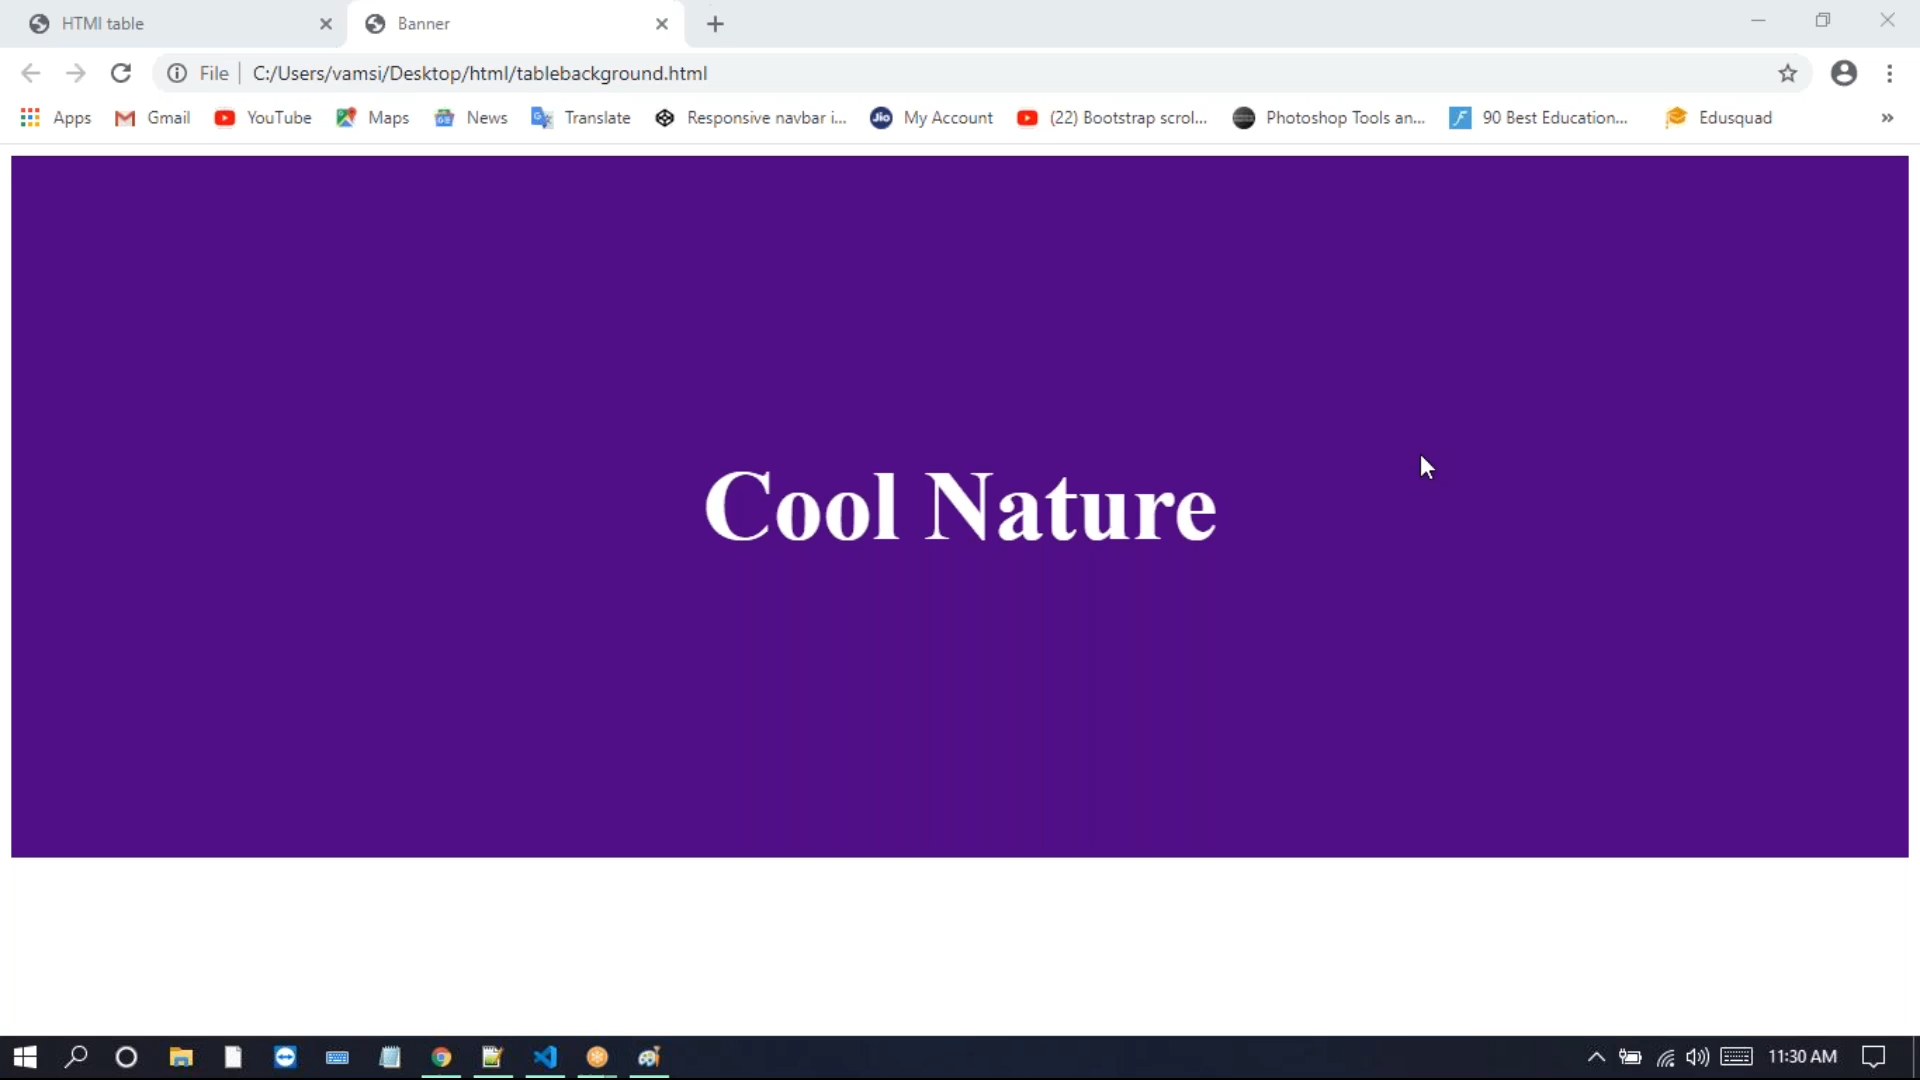 HTMl table
Banner
File
C:/Users/vamsi/Desktop/html/tablebackground.html
Apps
Gmail
YouTube
Maps
News
Translate
Responsive navbar i...
Jio
My Account
(22) Bootstrap scrol...
Photoshop Tools an...
90 Best Education...
Edusquad
»
Cool Nature
11:30 AM